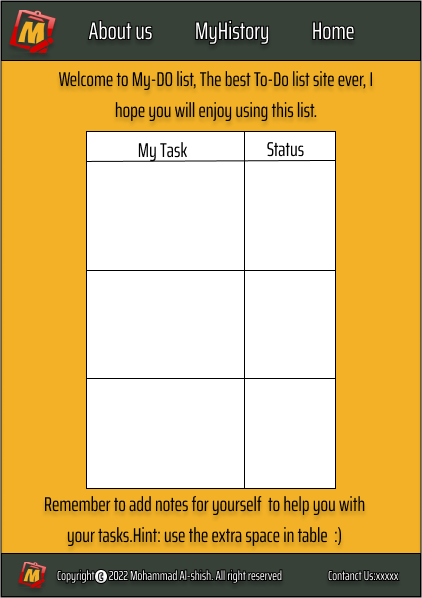 M About us MyHistory Home
Welcome to My-DO list, The best To-Do list site ever, I
hope you will enjoy using this list.
My Task Status
Remember to add notes for yourself to help you with
your tasks.Hint: use the extra space in table :)
M Copyright © 2022 Mohammad Al-shish. All right reserved Contanct Us:xxxxx